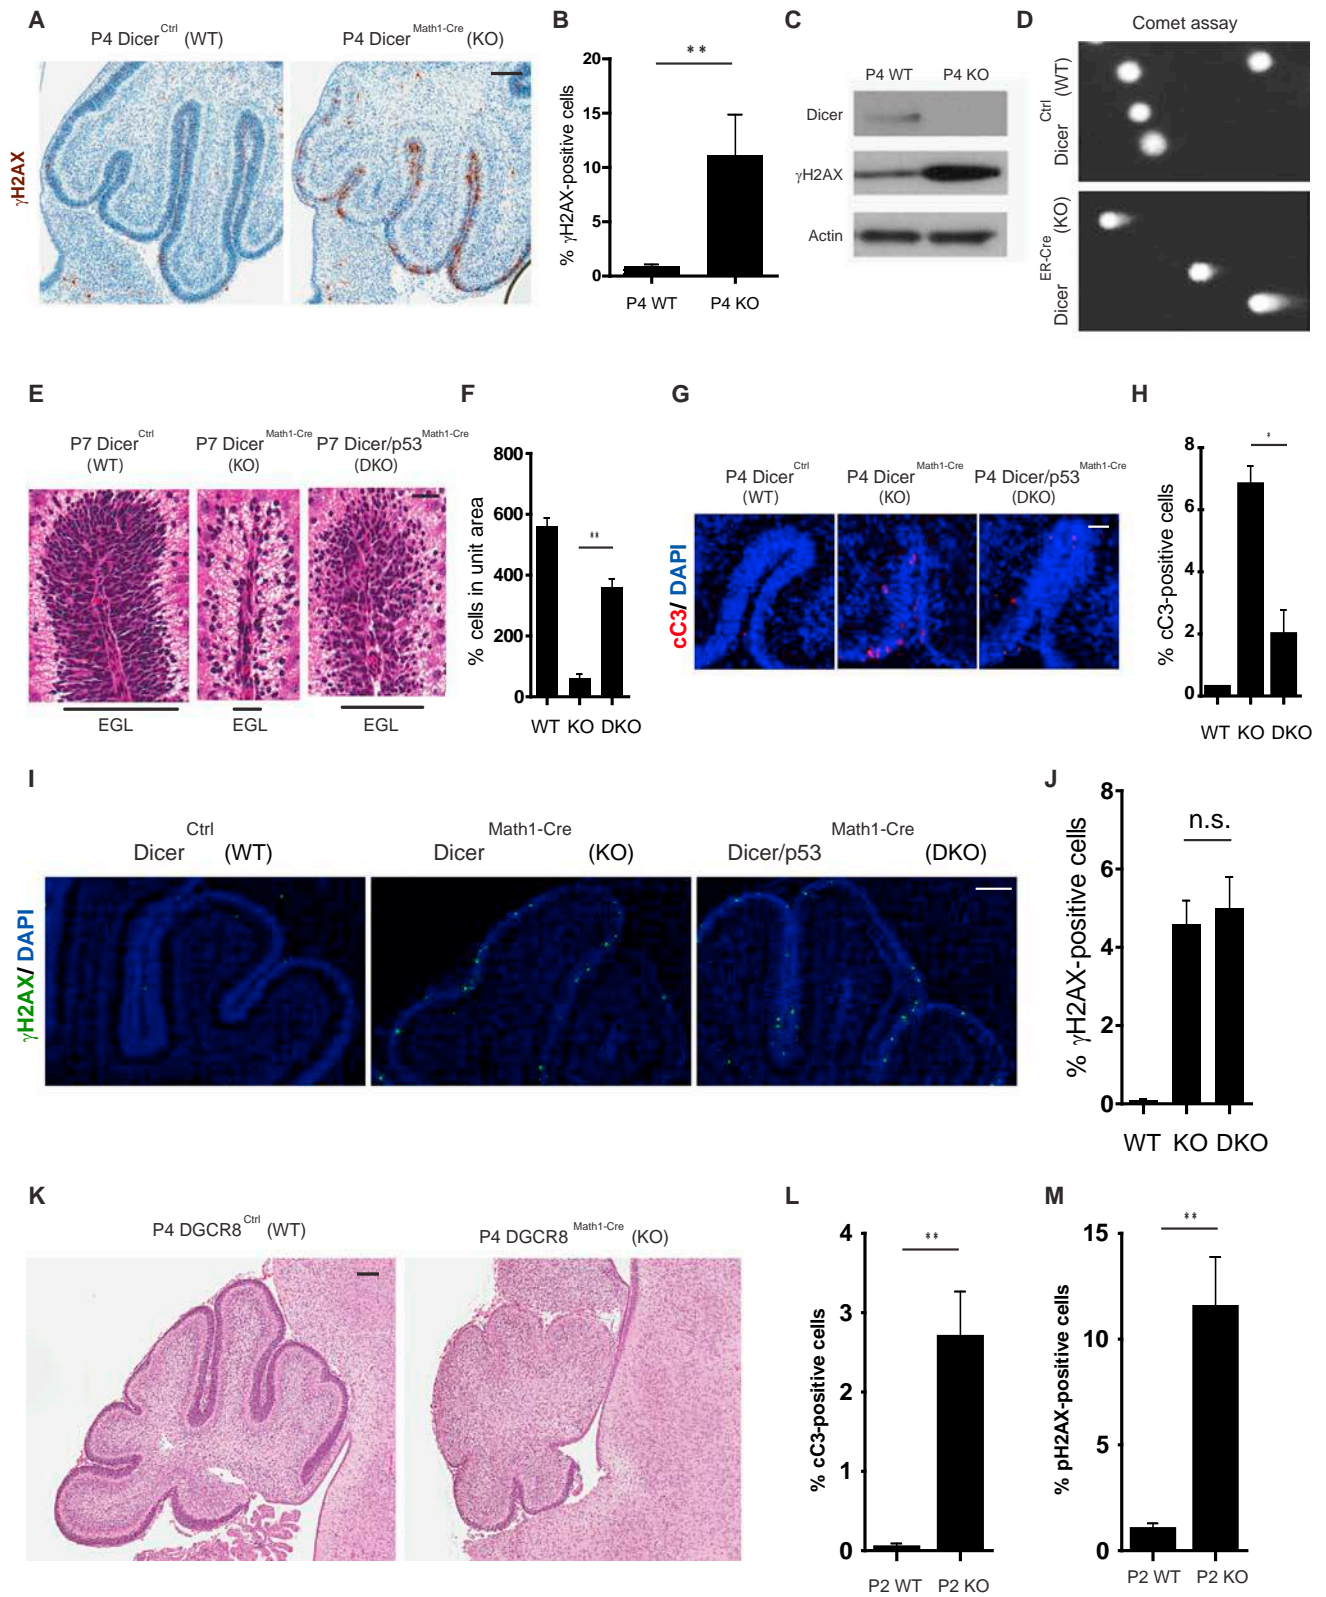 A
P4 Dicer Ctrl (WT)
P4 Dicer Math1-Cre (KO)
γH2AX
B
**
% γH2AX-positive cells
20
15
10
5
0
P4 WT
P4 KO
C
P4 WT
P4 KO
Dicer
γH2AX
Actin
D
Comet assay
Dicer Ctrl (WT)
Dicer ER-Cre (KO)
E
P7 Dicer Ctrl
(WT)
P7 Dicer Math1-Cre
(KO)
P7 Dicer/p53 Math1-Cre
(DKO)
EGL
EGL
EGL
F
% cells in unit area
800
600
400
200
0
**
WT
KO
DKO
G
P4 Dicer Ctrl
(WT)
P4 Dicer Math1-Cre
(KO)
P4 Dicer/p53 Math1-Cre
(DKO)
cC3/ DAPI
H
% cC3-positive cells
8
6
4
2
0
*
WT
KO
DKO
I
Dicer Ctrl (WT)
Dicer Math1-Cre (KO)
Dicer/p53 Math1-Cre (DKO)
γH2AX/ DAPI
J
% γH2AX-positive cells
8
6
4
2
0
n.s.
WT
KO
DKO
K
P4 DGCR8 Ctrl (WT)
P4 DGCR8 Math1-Cre (KO)
L
% cC3-positive cells
4
3
2
1
0
**
P2 WT
P2 KO
M
% pH2AX-positive cells
15
10
5
0
**
P2 WT
P2 KO